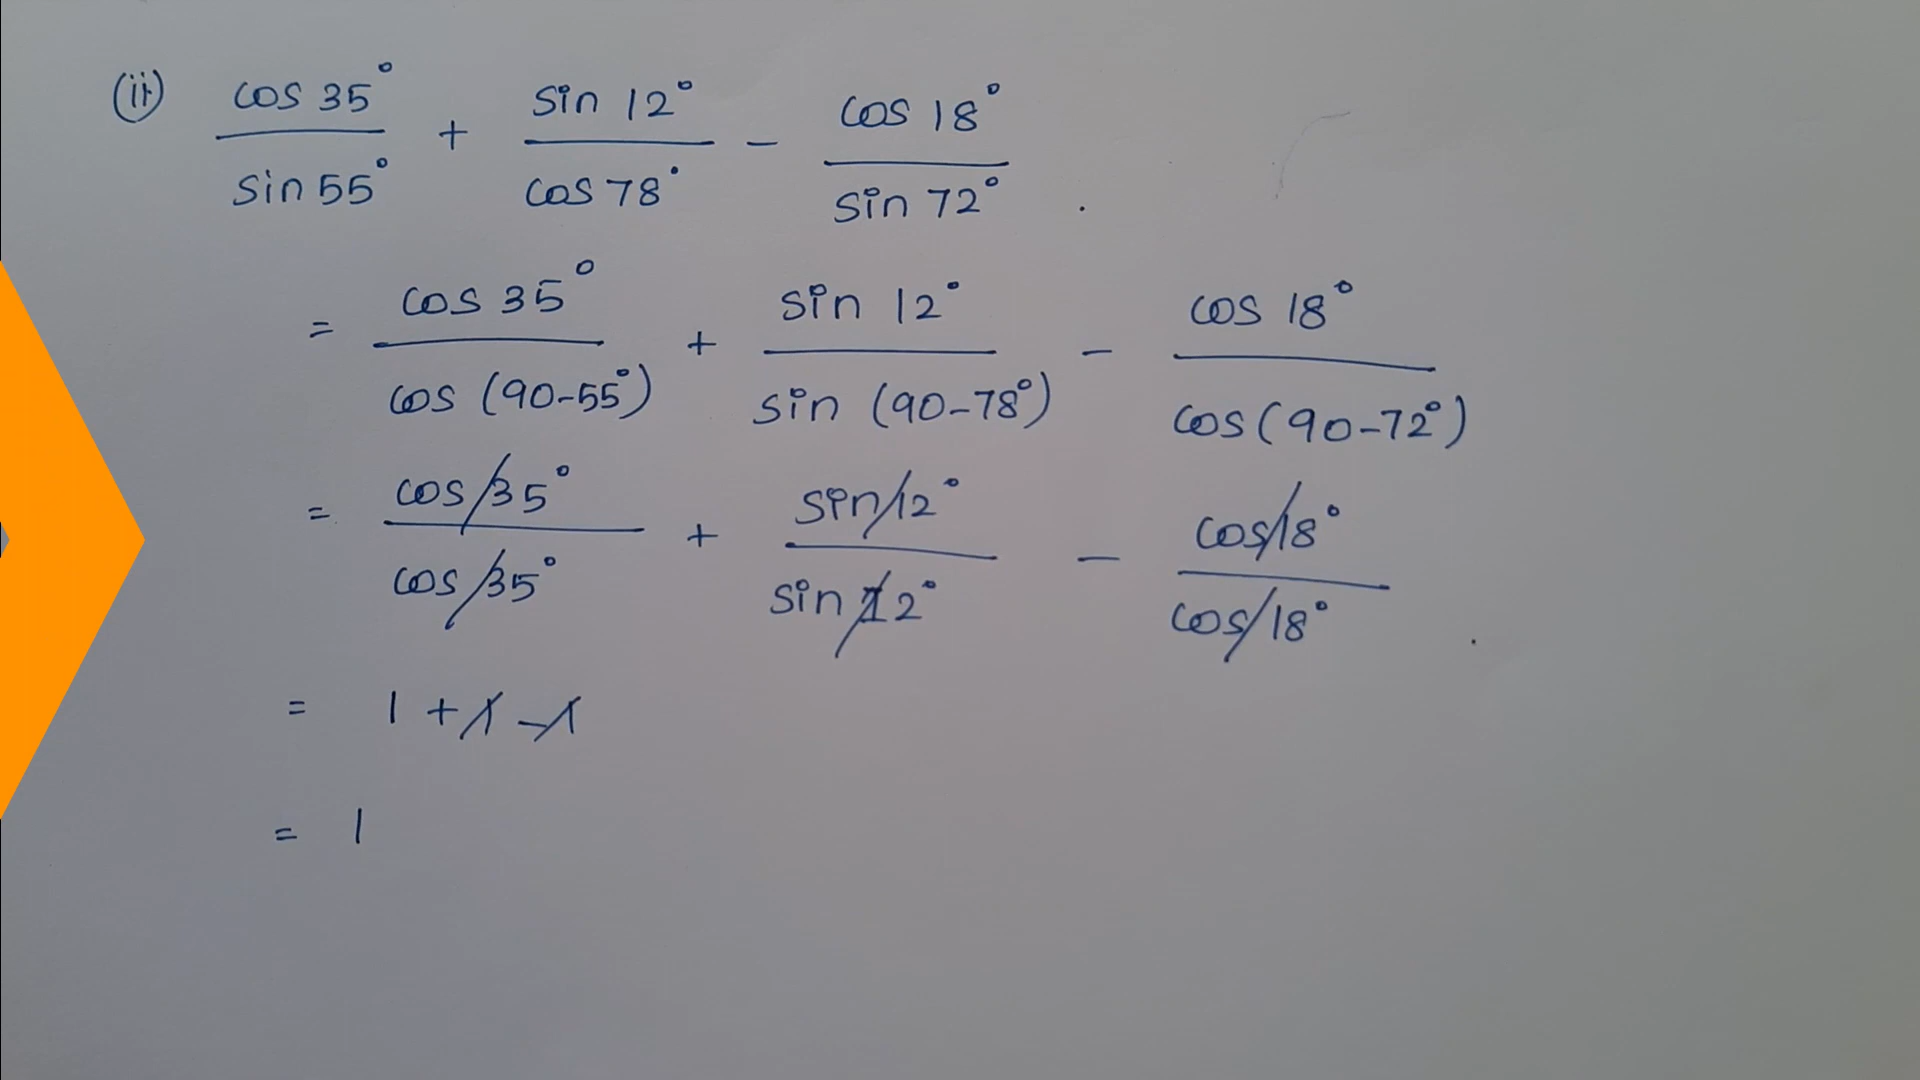 (ii) cos 35° / sin 55° + sin 12° / cos 78° - cos 18° / sin 72° .
= cos 35° / cos (90-55°) + sin 12° / sin (90-78°) - cos 18° / cos (90-72°)
= cos 35° / cos 35° + sin 12° / sin 12° - cos 18° / cos 18° .
= 1 + 1 - 1
= 1